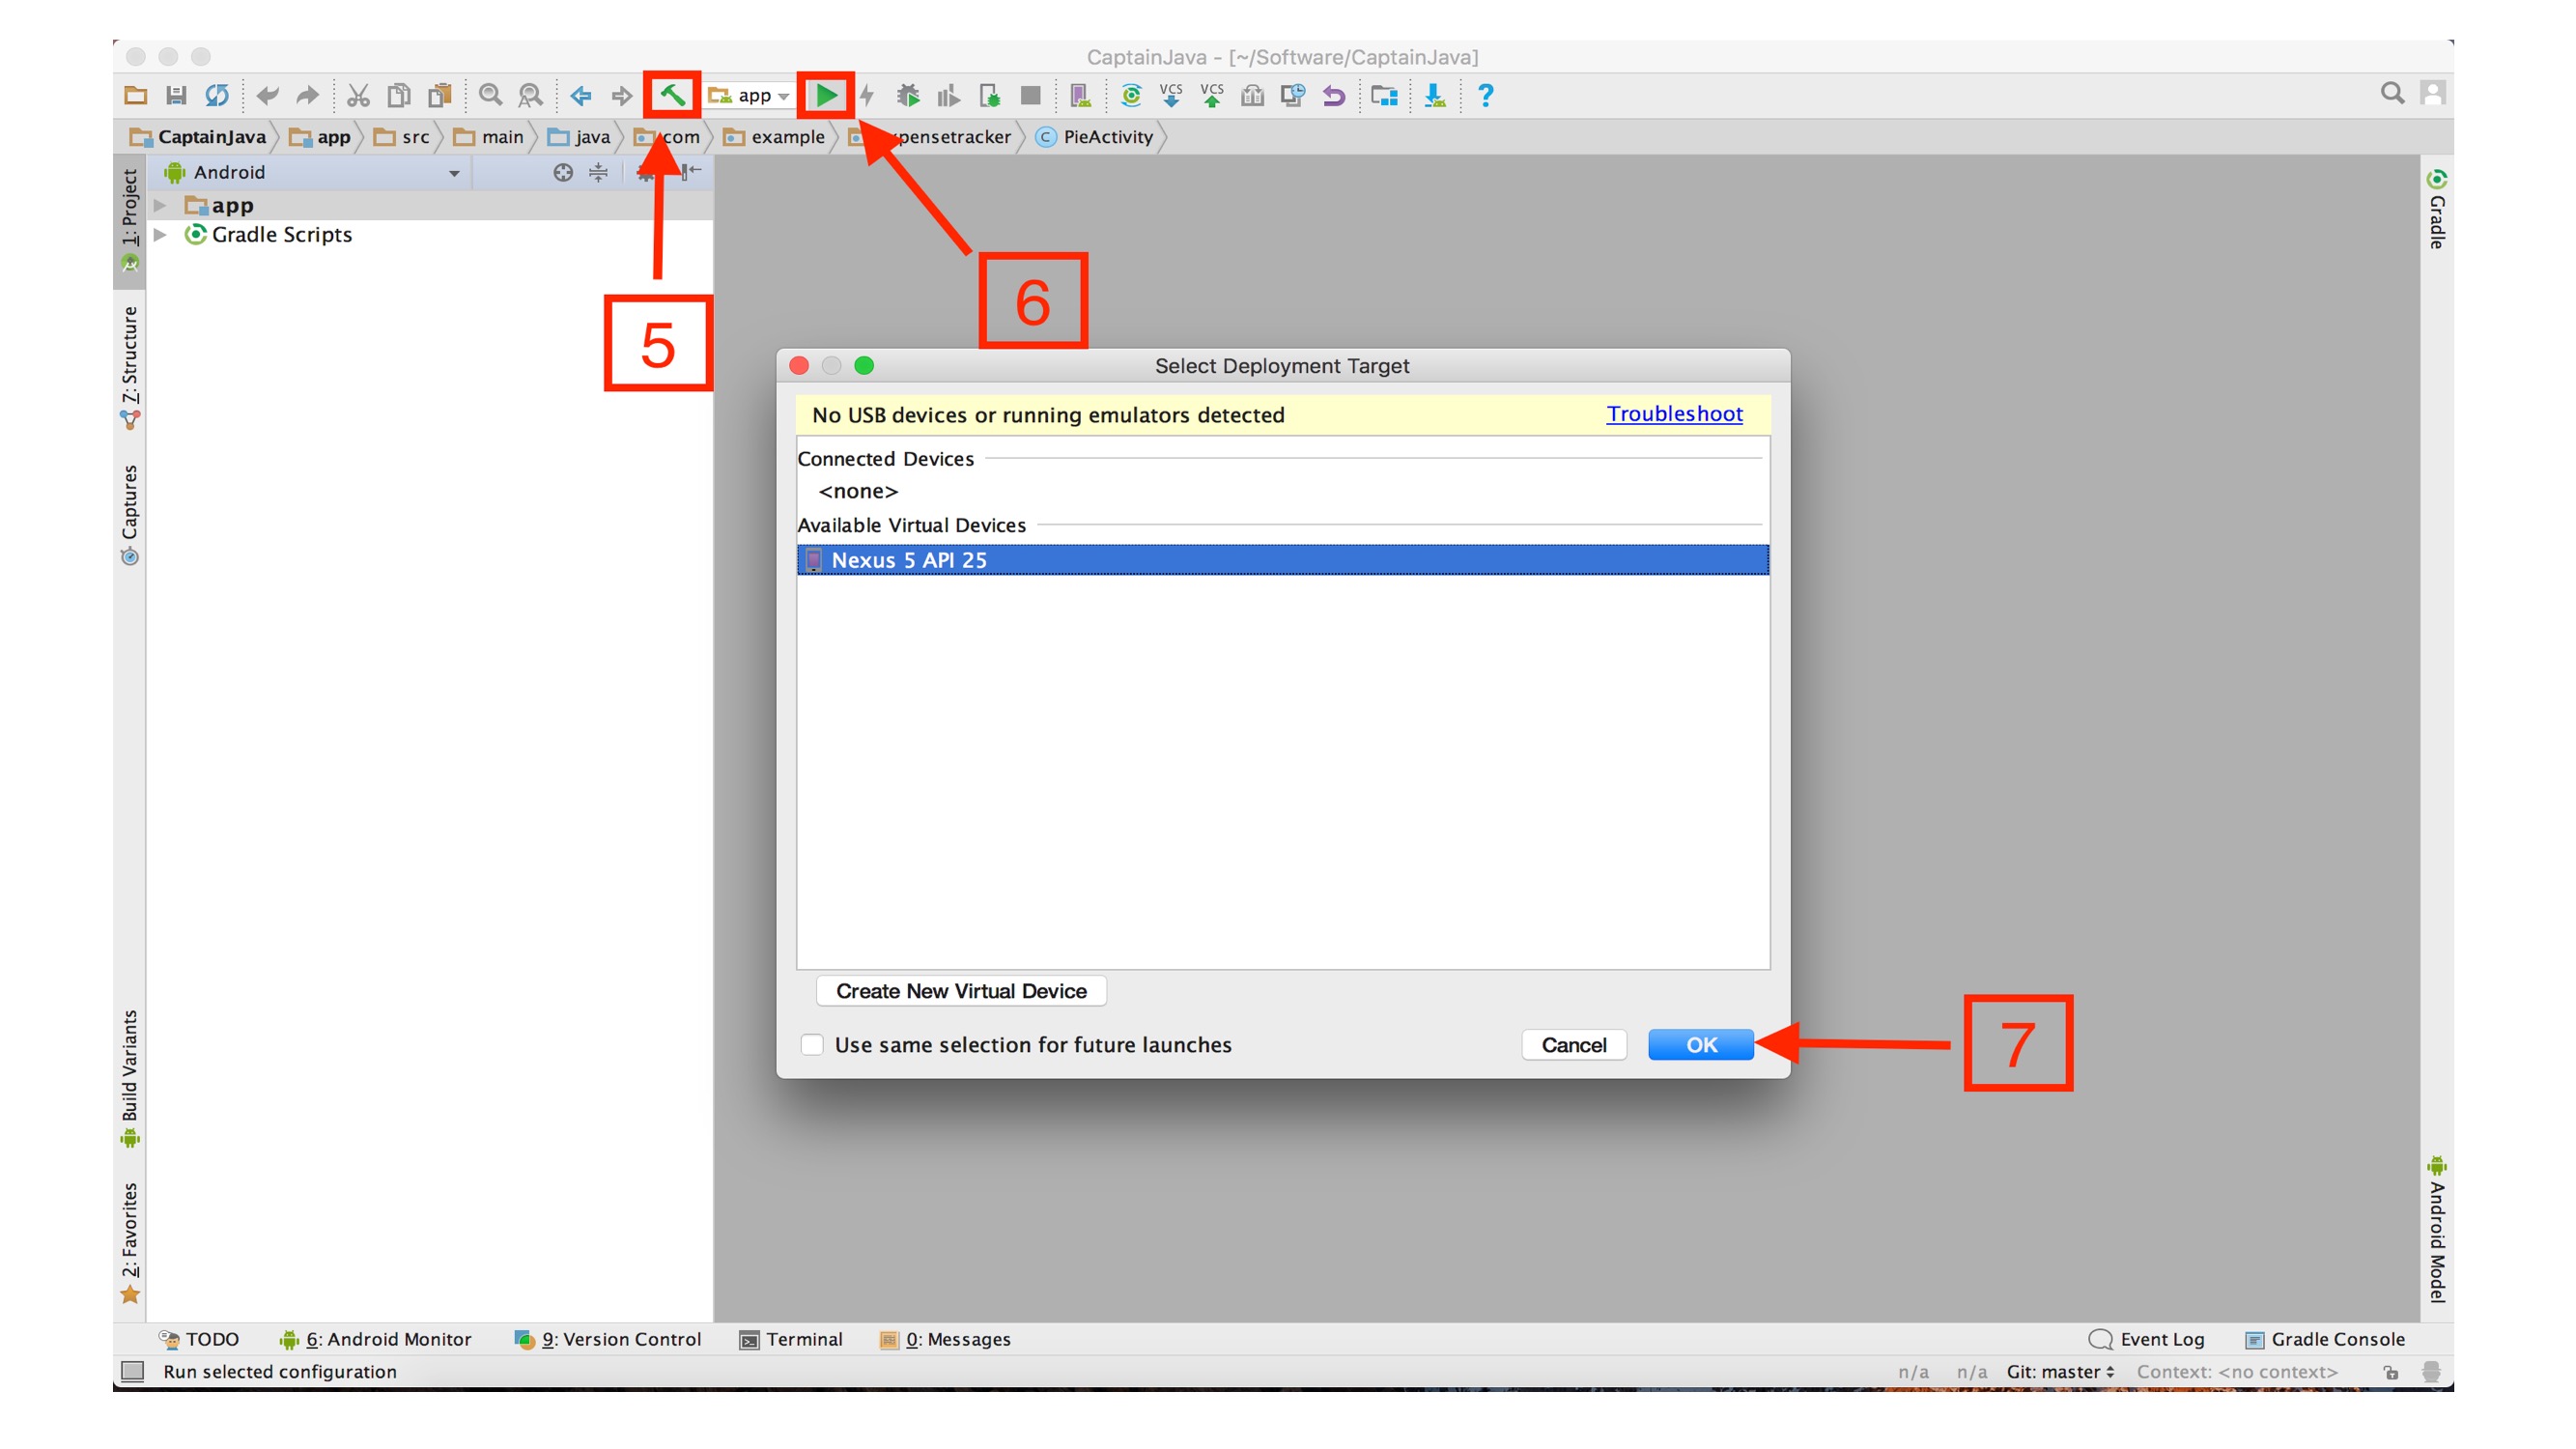 CaptainJava - [~/Software/CaptainJava]
app
VCS VCS
?
CaptainJava app src main java com example pensetracker C PieActivity
Android
app
Gradle Scripts
1: Project
7: Structure
Captures
Build Variants
2: Favorites
5
6
Select Deployment Target
No USB devices or running emulators detected Troubleshoot
Connected Devices
<none>
Available Virtual Devices
Nexus 5 API 25
Create New Virtual Device
Use same selection for future launches Cancel OK
7
Gradle
Android Model
TODO 6: Android Monitor 9: Version Control Terminal 0: Messages Event Log Gradle Console
Run selected configuration n/a n/a Git: master Context: <no context>